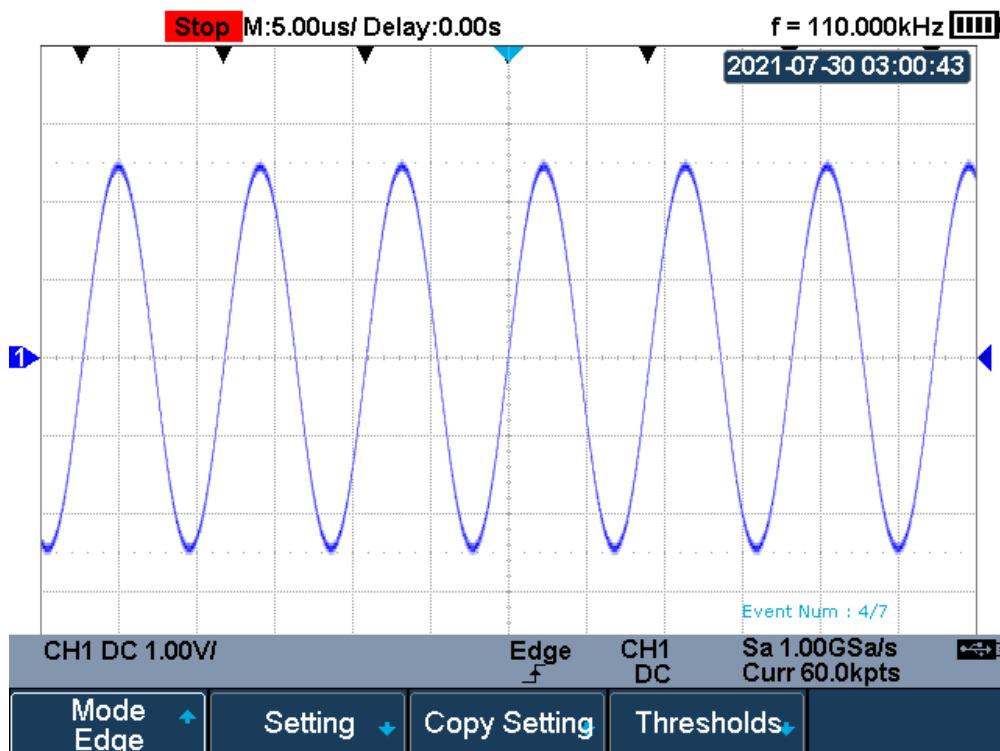 Stop M:5.00us/ Delay:0.00s f = 110.000kHz
2021-07-30 03:00:43
1
Event Num : 4/7
CH1 DC 1.00V/ Edge CH1 Sa 1.00GSa/s
DC Curr 60.0kpts
Mode Setting Copy Setting Thresholds
Edge